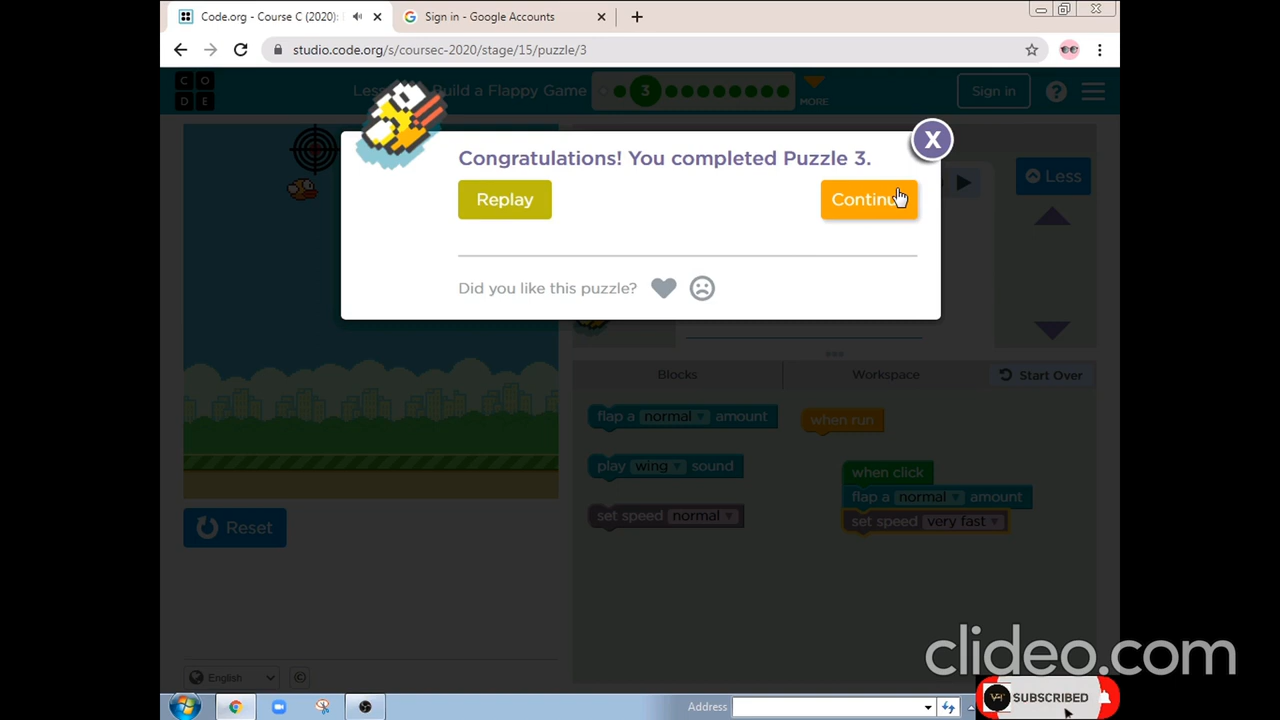 Code.org - Course C (2020):
Sign in - Google Accounts
studio.code.org/s/coursec-2020/stage/15/puzzle/3
C O
D E
Build a Flappy Game
3
MORE
Sign in
?
Congratulations! You completed Puzzle 3.
X
Replay
Less
Did you like this puzzle?
Blocks
Workspace
Start Over
flap a normal amount
when run
play wing sound
when click
flap a normal amount
set speed normal
set speed very fast
Reset
clideo.com
English
©
Address
SUBSCRIBED